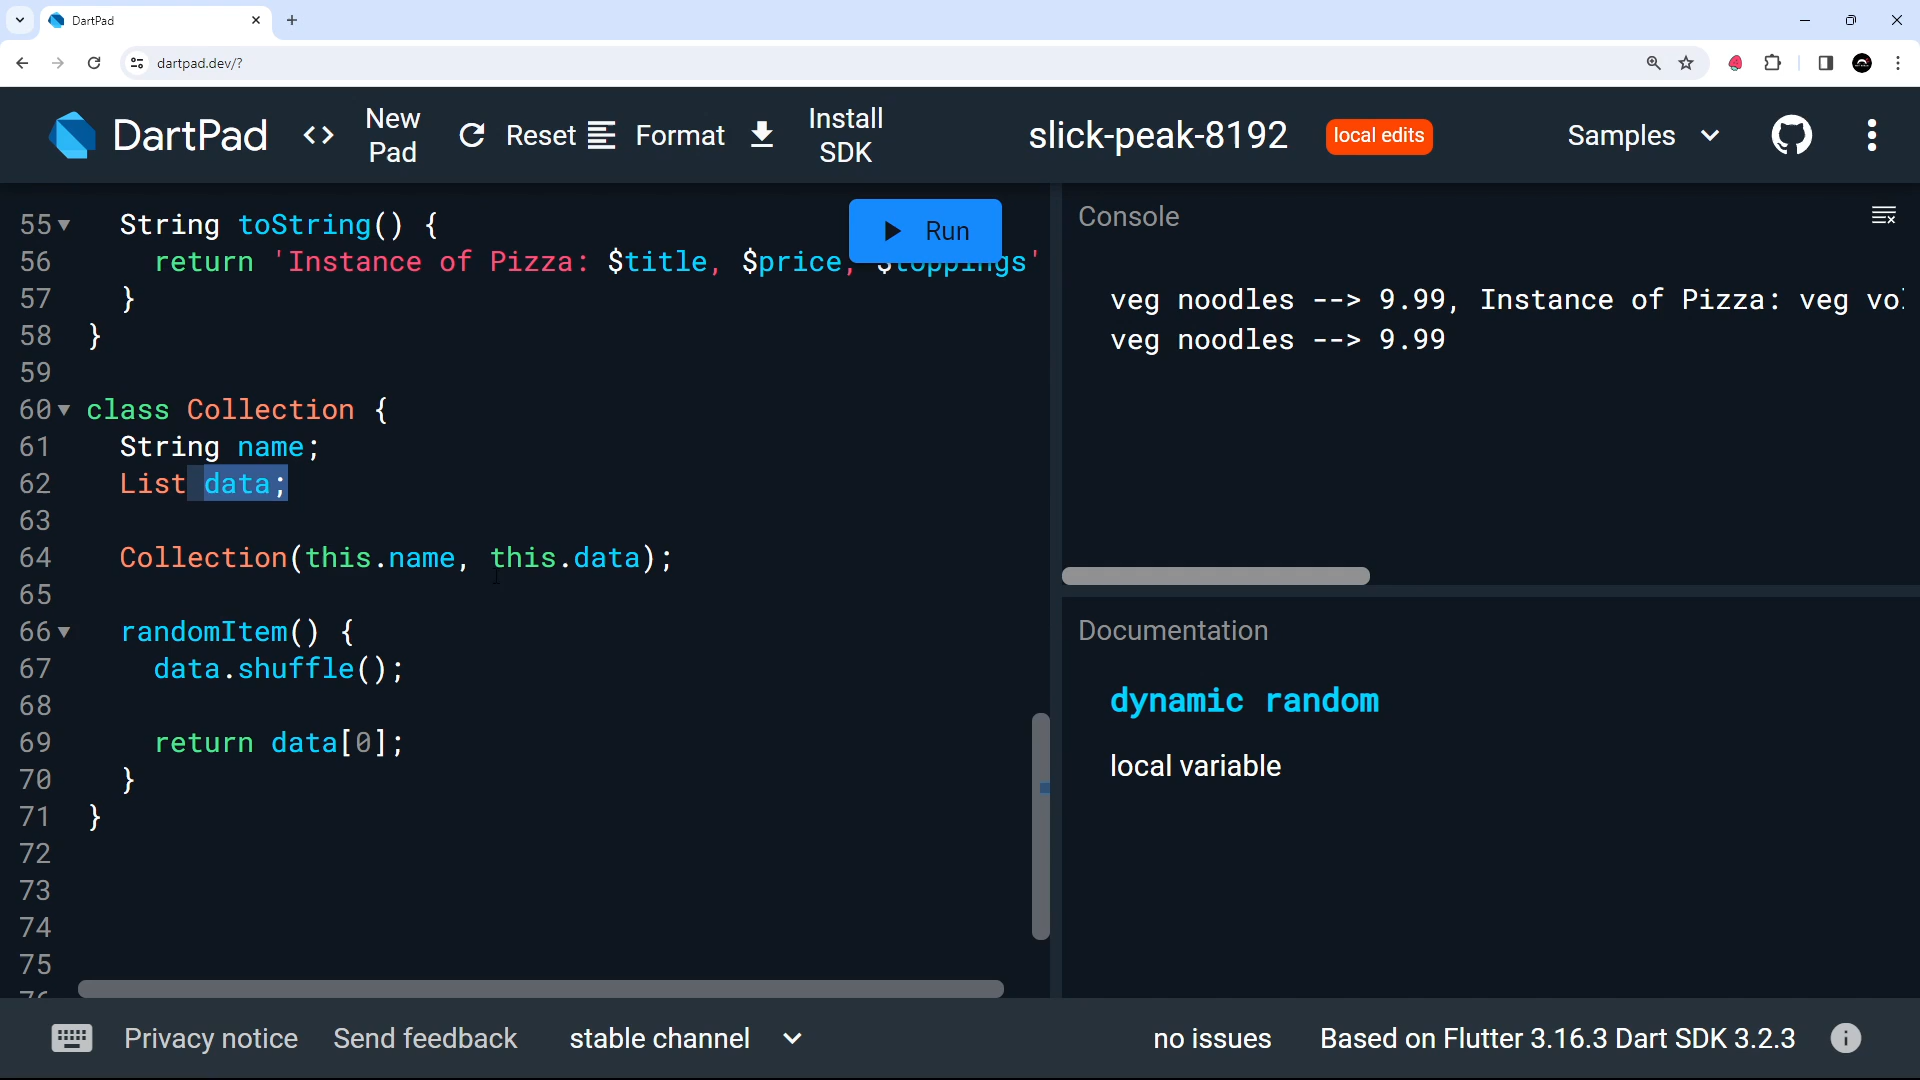 DartPad
dartpad.dev/?
DartPad
New Pad
Reset
Format
Install SDK
slick-peak-8192
local edits
Samples
55 String toString() {
56 return 'Instance of Pizza: $title, $price, $toppings'
57 }
58 }
59
60 class Collection {
61 String name;
62 List data;
63
64 Collection(this.name, this.data);
65
66 randomItem() {
67 data.shuffle();
68
69 return data[0];
70 }
71 }
72
73
74
75
76
Run
Console
veg noodles --> 9.99, Instance of Pizza: veg vo
veg noodles --> 9.99
Documentation
dynamic random
local variable
Privacy notice
Send feedback
stable channel
no issues
Based on Flutter 3.16.3 Dart SDK 3.2.3